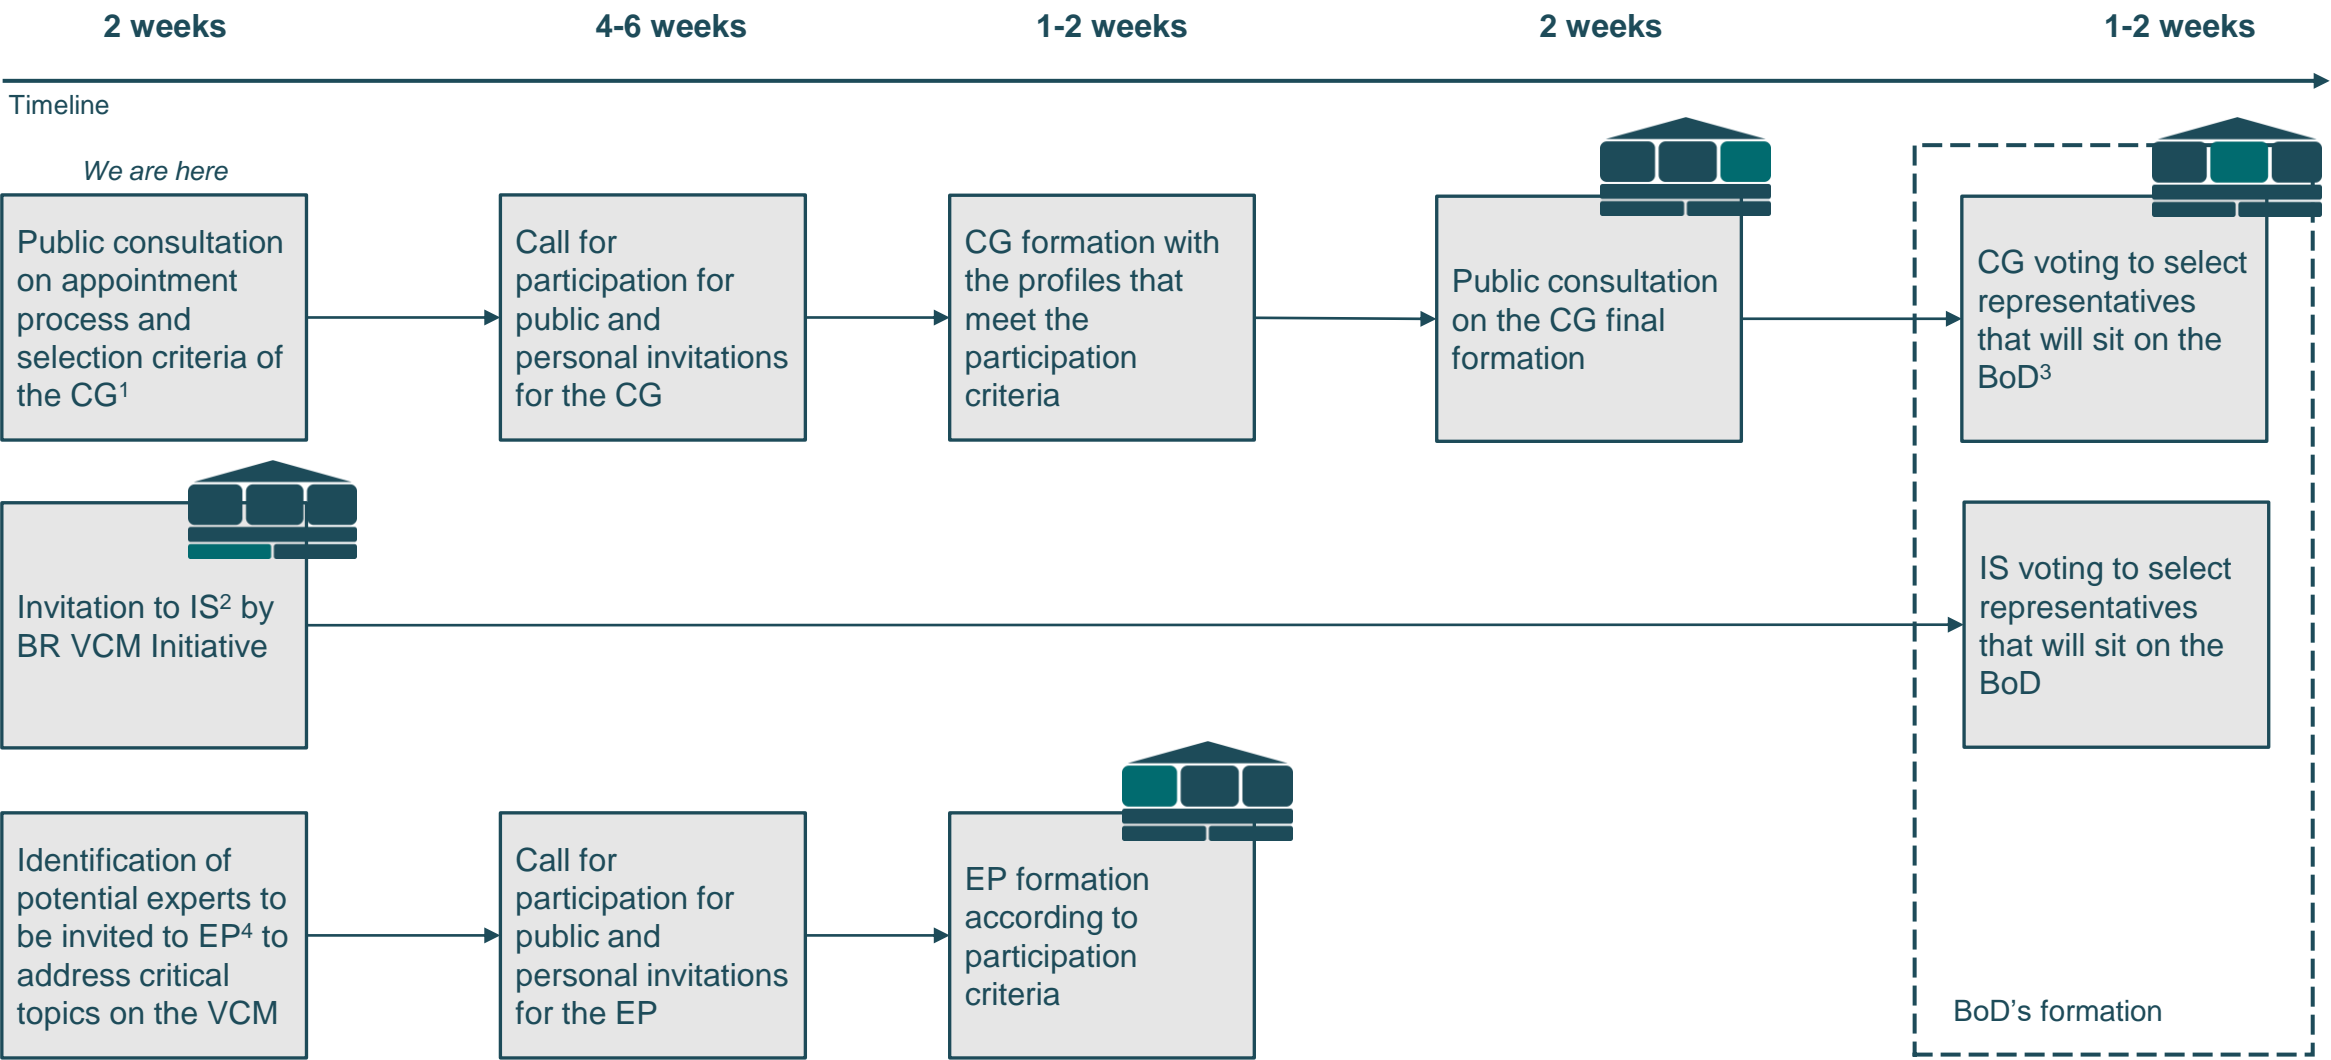 2 weeks
4-6 weeks
1-2 weeks
2 weeks
1-2 weeks
Timeline
We are here
Public consultation
on appointment
process and
selection criteria of
the CG¹
Call for
participation for
public and
personal invitations
for the CG
CG formation with
the profiles that
meet the
participation
criteria
Public consultation
on the CG final
formation
CG voting to select
representatives
that will sit on the
BoD³
Invitation to IS² by
BR VCM Initiative
IS voting to select
representatives
that will sit on the
BoD
Identification of
potential experts to
be invited to EP⁴ to
address critical
topics on the VCM
Call for
participation for
public and
personal invitations
for the EP
EP formation
according to
participation
criteria
BoD’s formation